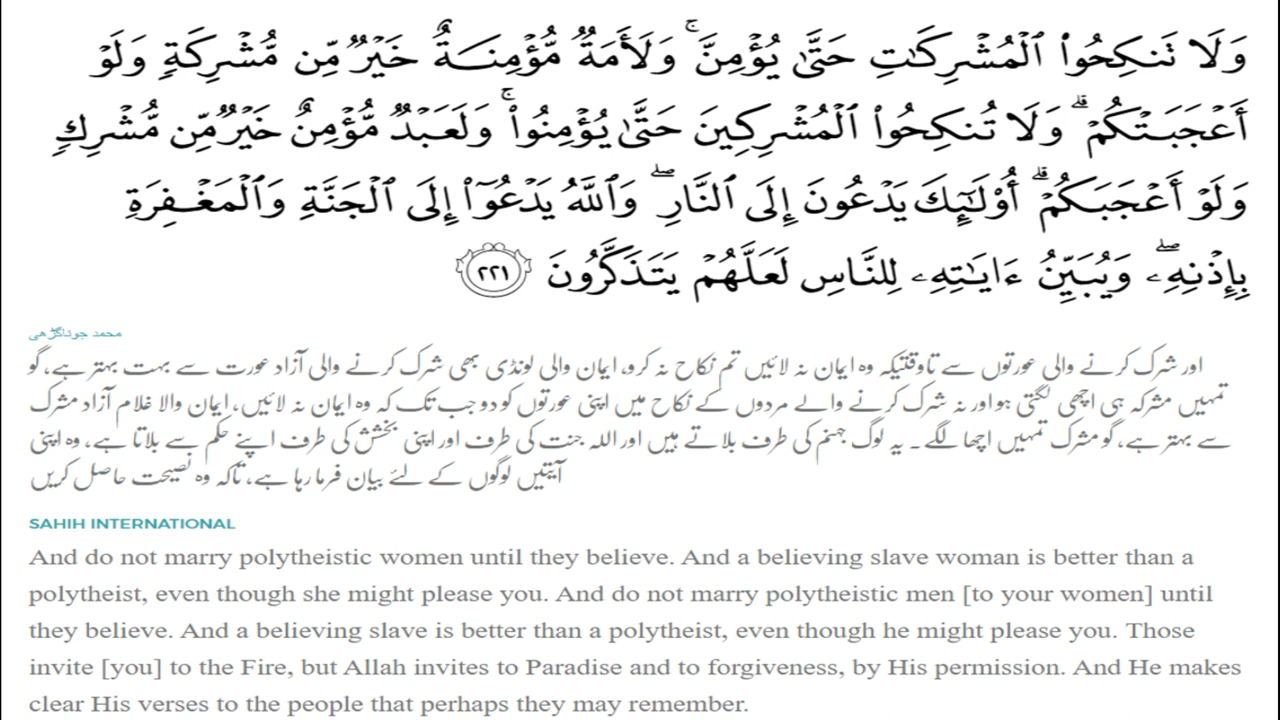 وَلَا تَنكِحُوا۟ ٱلْمُشْرِكَٰتِ حَتَّىٰ يُؤْمِنَّ ۚ وَلَأَمَةٌ مُّؤْمِنَةٌ خَيْرٌ مِّن مُّشْرِكَةٍ وَلَوْ
أَعْجَبَتْكُمْ ۗ وَلَا تُنكِحُوا۟ ٱلْمُشْرِكِينَ حَتَّىٰ يُؤْمِنُوا۟ ۚ وَلَعَبْدٌ مُّؤْمِنٌ خَيْرٌ مِّن مُّشْرِكٍ
وَلَوْ أَعْجَبَكُمْ ۗ أُو۟لَٰٓئِكَ يَدْعُونَ إِلَى ٱلنَّارِ ۖ وَٱللَّهُ يَدْعُوٓا۟ إِلَى ٱلْجَنَّةِ وَٱلْمَغْفِرَةِ
بِإِذْنِهِۦ ۖ وَيُبَيِّنُ ءَايَٰتِهِۦ لِلنَّاسِ لَعَلَّهُمْ يَتَذَكَّرُونَ ٢٢١
محمد جوناگڑھی
اور شرک کرنے والی عورتوں سے تاوقتیکہ وه ایمان نہ ﻻئیں تم نکاح نہ کرو، ایمان والی لونڈی بھی شرک کرنے والی آزاد عورت سے بہت بہتر ہے، گو
تمہیں مشرکہ ہی اچھی لگتی ہو اور نہ شرک کرنے والے مردوں کے نکاح میں اپنی عورتوں کو دو جب تک کہ وه ایمان نہ ﻻئیں، ایمان واﻻ غلام آزاد مشرک
سے بہتر ہے، گو مشرک تمہیں اچھا لگے۔ یہ لوگ جہنم کی طرف بلاتے ہیں اور اللہ جنت کی طرف اور اپنی بخشش کی طرف اپنے حکم سے بلاتا ہے، وه اپنی
آیتیں لوگوں کے لئے بیان فرما رہا ہے، تاکہ وه نصیحت حاصل کریں
SAHIH INTERNATIONAL
And do not marry polytheistic women until they believe. And a believing slave woman is better than a
polytheist, even though she might please you. And do not marry polytheistic men [to your women] until
they believe. And a believing slave is better than a polytheist, even though he might please you. Those
invite [you] to the Fire, but Allah invites to Paradise and to forgiveness, by His permission. And He makes
clear His verses to the people that perhaps they may remember.